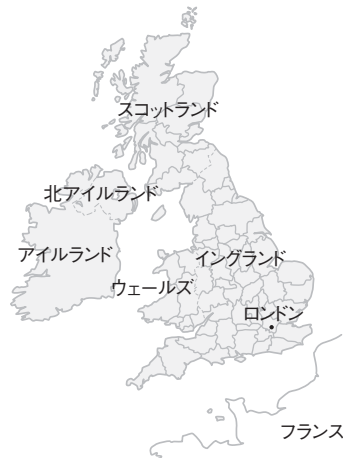 スコットランド
北アイルランド
アイルランド
イングランド
ウェールズ
ロンドン
フランス